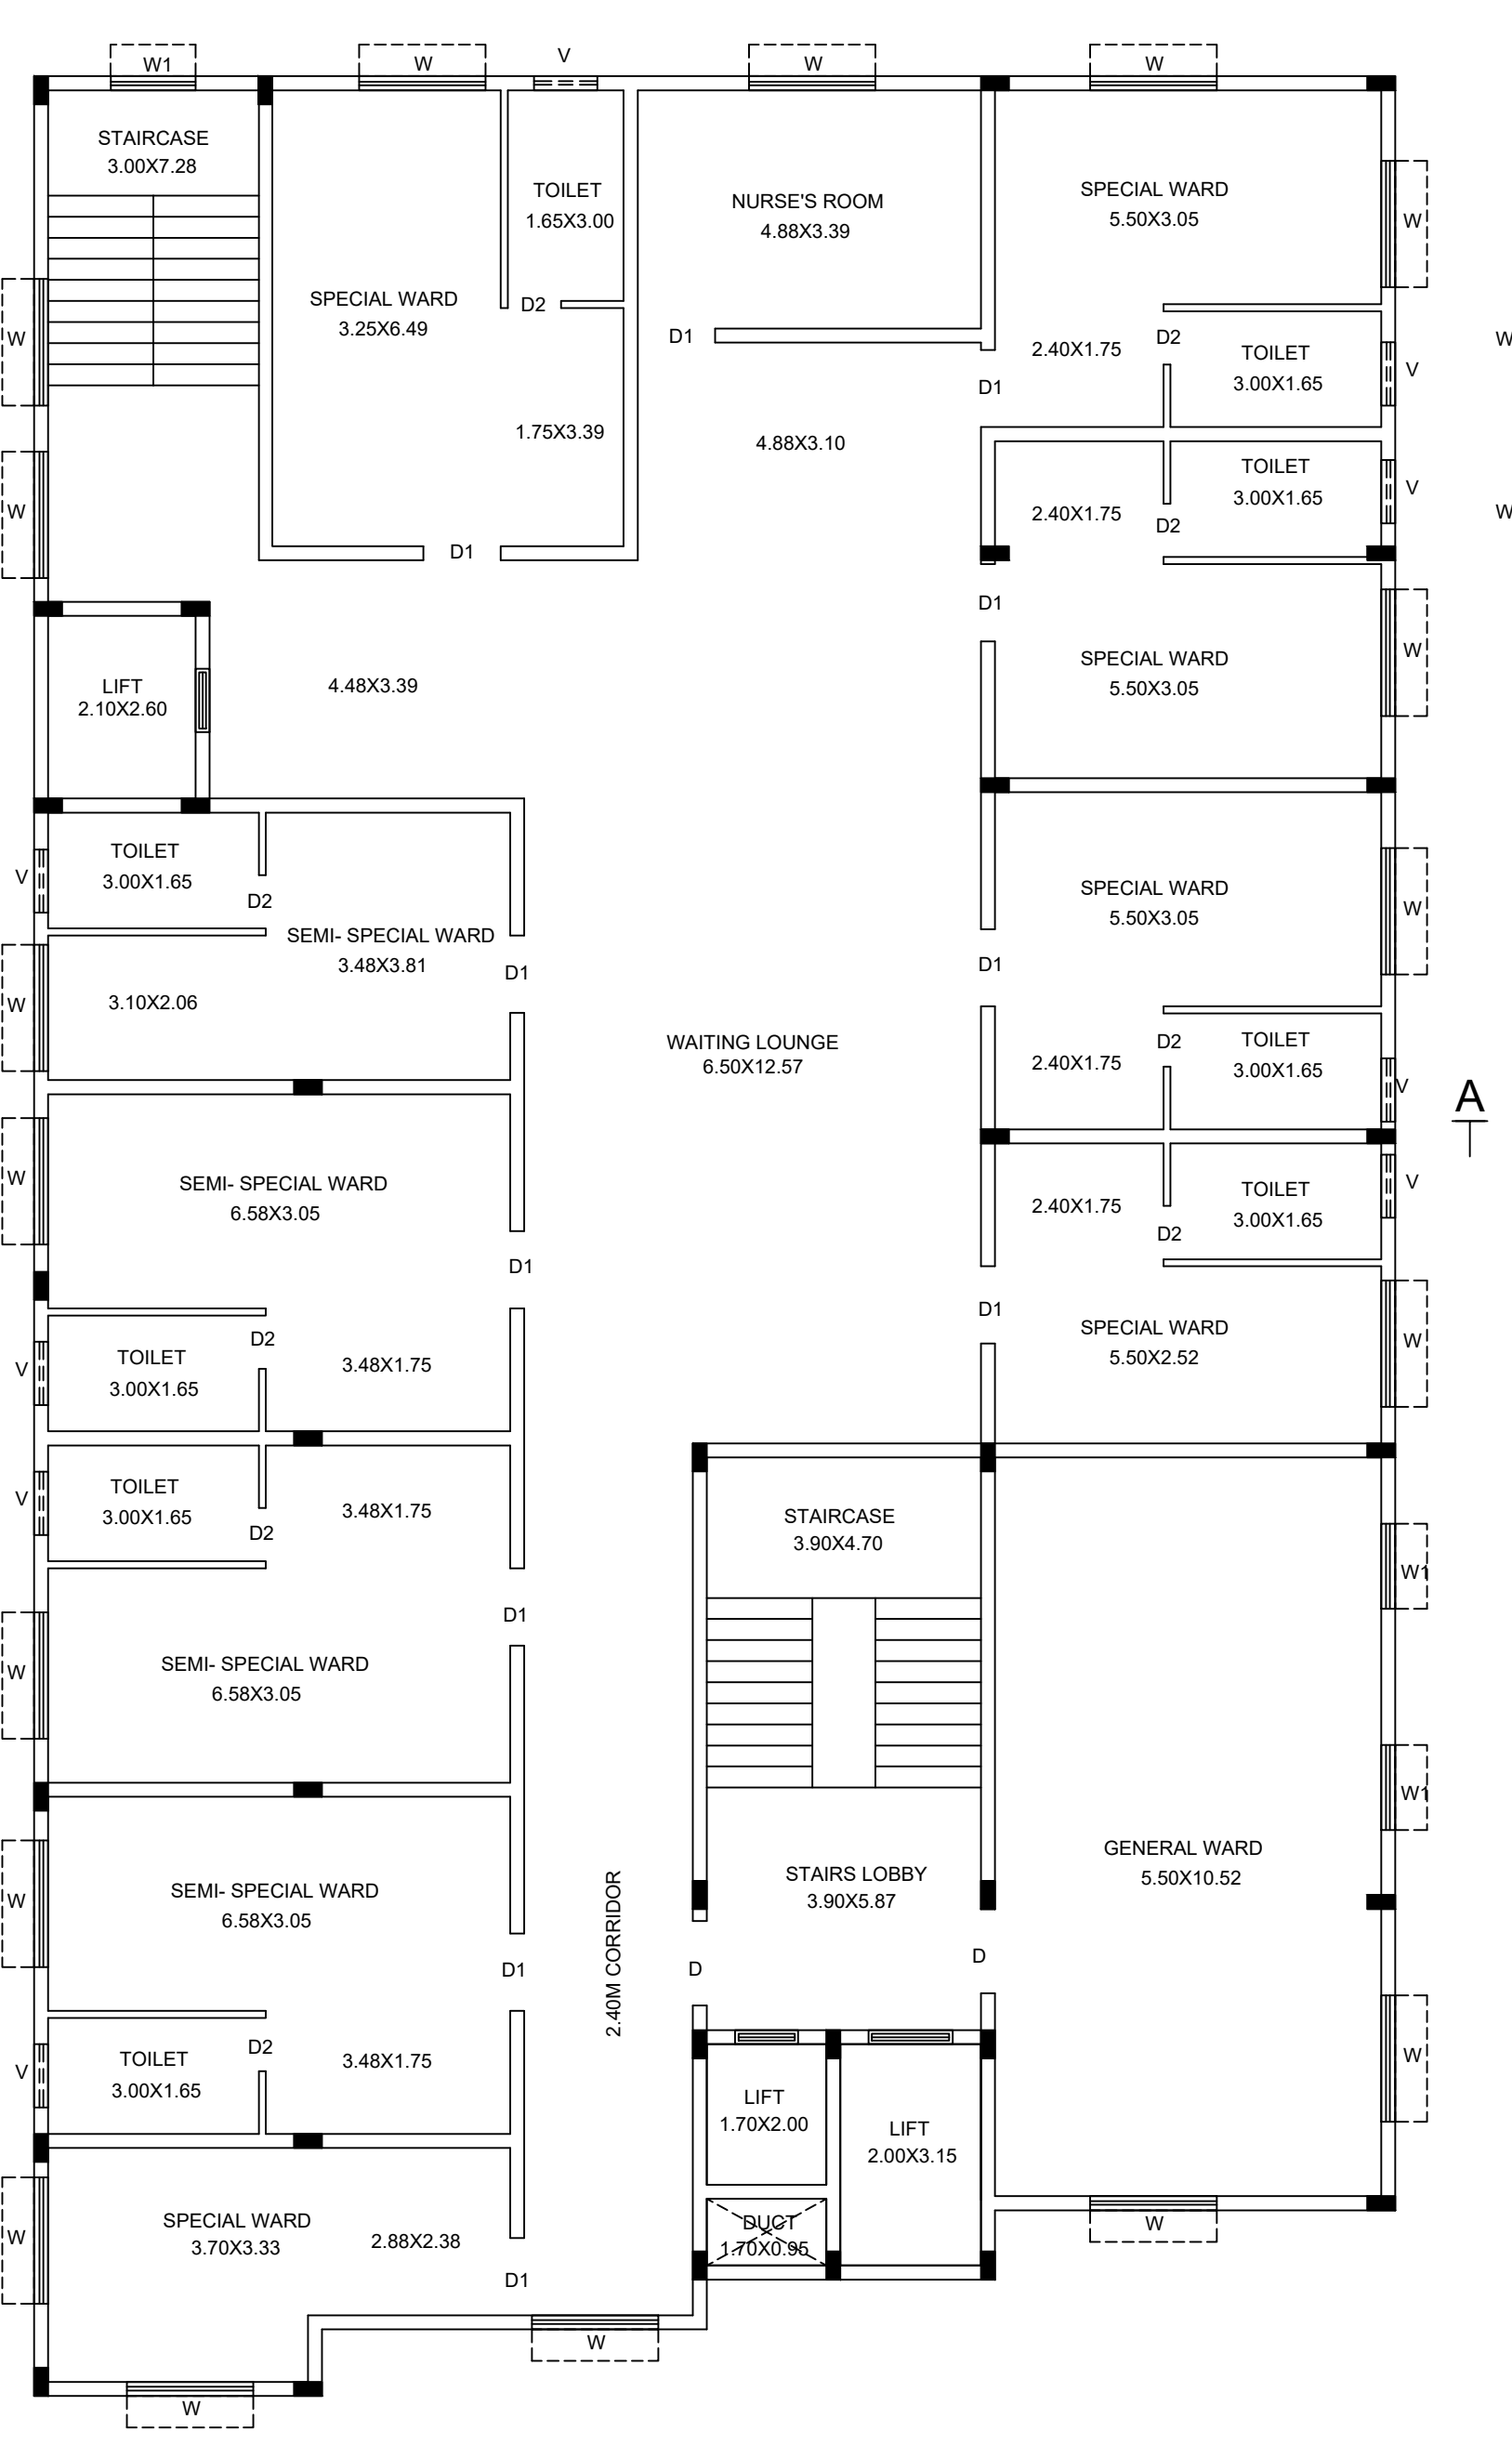 W1
W
V
W
W
STAIRCASE
3.00X7.28
TOILET
1.65X3.00
NURSE'S ROOM
4.88X3.39
SPECIAL WARD
5.50X3.05
W
SPECIAL WARD
3.25X6.49
D2
W
D1
2.40X1.75
D2
TOILET
3.00X1.65
V
W
D1
1.75X3.39
4.88X3.10
TOILET
3.00X1.65
V
W
2.40X1.75
D2
W
D1
D1
LIFT
2.10X2.60
4.48X3.39
SPECIAL WARD
5.50X3.05
W
TOILET
3.00X1.65
V
D2
SEMI- SPECIAL WARD
3.48X3.81
D1
SPECIAL WARD
5.50X3.05
W
D1
W
3.10X2.06
WAITING LOUNGE
6.50X12.57
2.40X1.75
D2
TOILET
3.00X1.65
V
A
W
SEMI- SPECIAL WARD
6.58X3.05
2.40X1.75
D2
TOILET
3.00X1.65
V
D1
D1
SPECIAL WARD
5.50X2.52
W
V
TOILET
3.00X1.65
D2
3.48X1.75
V
TOILET
3.00X1.65
D2
3.48X1.75
STAIRCASE
3.90X4.70
W1
D1
W
SEMI- SPECIAL WARD
6.58X3.05
W1
GENERAL WARD
5.50X10.52
W
SEMI- SPECIAL WARD
6.58X3.05
D1
2.40M CORRIDOR
STAIRS LOBBY
3.90X5.87
D
D
W
V
TOILET
3.00X1.65
D2
3.48X1.75
LIFT
1.70X2.00
LIFT
2.00X3.15
W
SPECIAL WARD
3.70X3.33
2.88X2.38
D1
DUCT
1.70X0.95
W
W
W